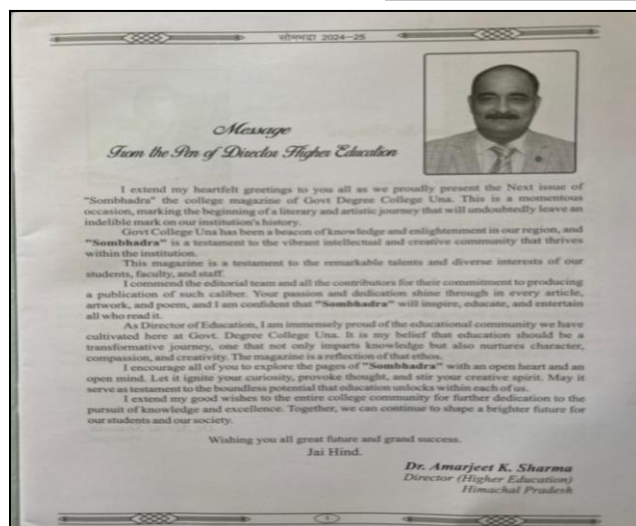 सोमभद्रा 2024-25
Message
From the Pen of Director Higher Education
I extend my heartfelt greetings to you all as we proudly present the Next issue of
"Sombhadra" the college magazine of Govt Degree College Una. This is a momentous
occasion, marking the beginning of a literary and artistic journey that will undoubtedly leave an
indelible mark on our institution's history.
Govt College Una has been a beacon of knowledge and enlightenment in our region, and
"Sombhadra" is a testament to the vibrant intellectual and creative community that thrives
within the institution.
This magazine is a testament to the remarkable talents and diverse interests of our
students, faculty, and staff.
I commend the editorial team and all the contributors for their commitment to producing
a publication of such caliber. Your passion and dedication shine through in every article,
artwork, and poem, and I am confident that "Sombhadra" will inspire, educate, and entertain
all who read it.
As Director of Education, I am immensely proud of the educational community we have
cultivated here at Govt. Degree College Una. It is my belief that education should be a
transformative journey, one that not only imparts knowledge but also nurtures character,
compassion, and creativity. The magazine is a reflection of that ethos.
I encourage all of you to explore the pages of "Sombhadra" with an open heart and an
open mind. Let it ignite your curiosity, provoke thought, and stir your creative spirit. May it
serve as testament to the boundless potential that education unlocks within each of us.
I extend my good wishes to the entire college community for further dedication to the
pursuit of knowledge and excellence. Together, we can continue to shape a brighter future for
our students and our society.
Wishing you all great future and grand success.
Jai Hind.
Dr. Amarjeet K. Sharma
Director (Higher Education)
Himachal Pradesh